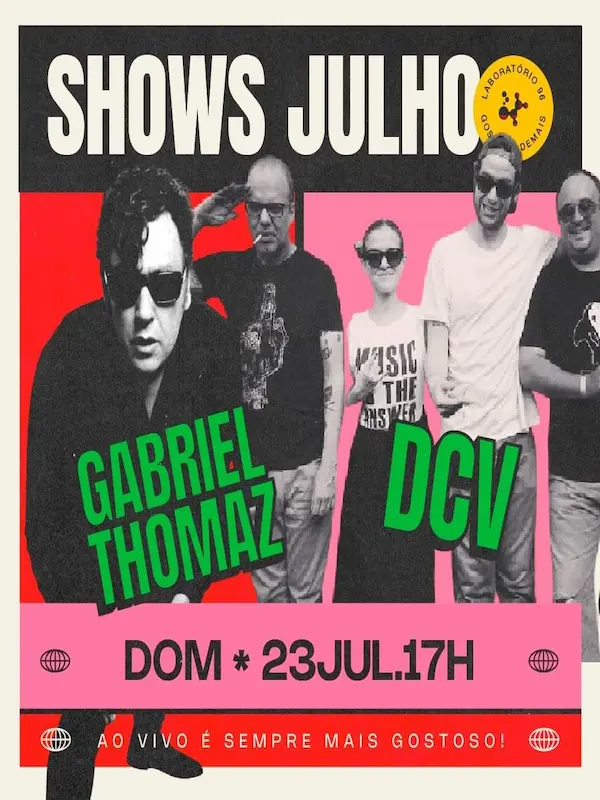 SHOWS JULHO
LABORATÓRIO 96
GOS
DEMAIS
MUSIC
THE
ANSWER
GABRIEL
THOMAZ
DCV
DOM * 23JUL.17H
AO VIVO É SEMPRE MAIS GOSTOSO!